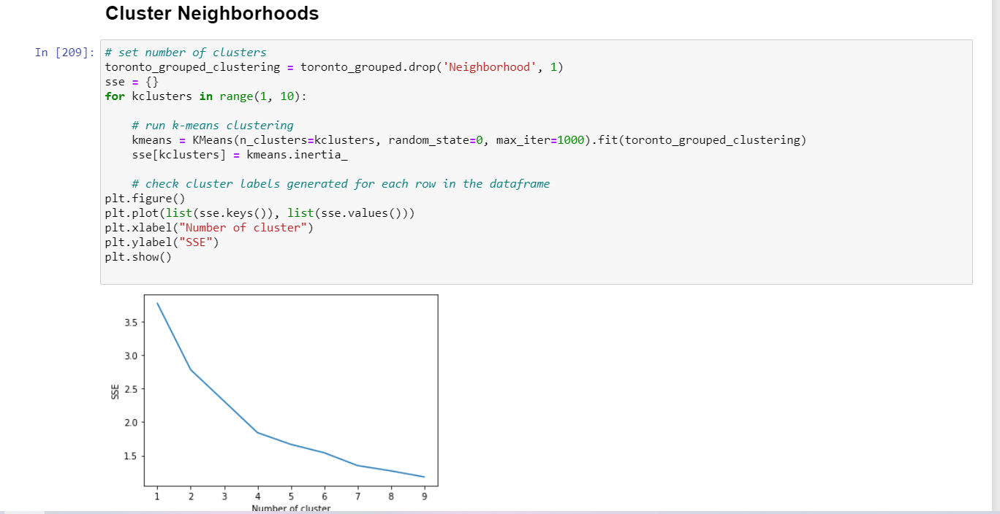 Cluster Neighborhoods
In [209]:
# set number of clusters
toronto_grouped_clustering = toronto_grouped.drop('Neighborhood', 1)
sse = {}
for kclusters in range(1, 10):
# run k-means clustering
kmeans = KMeans(n_clusters=kclusters, random_state=0, max_iter=1000).fit(toronto_grouped_clustering)
sse[kclusters] = kmeans.inertia_
# check cluster labels generated for each row in the dataframe
plt.figure()
plt.plot(list(sse.keys()), list(sse.values()))
plt.xlabel("Number of cluster")
plt.ylabel("SSE")
plt.show()
3.5
3.0
2.5
2.0
1.5
SSE
1 2 3 4 5 6 7 8 9
Number of cluster